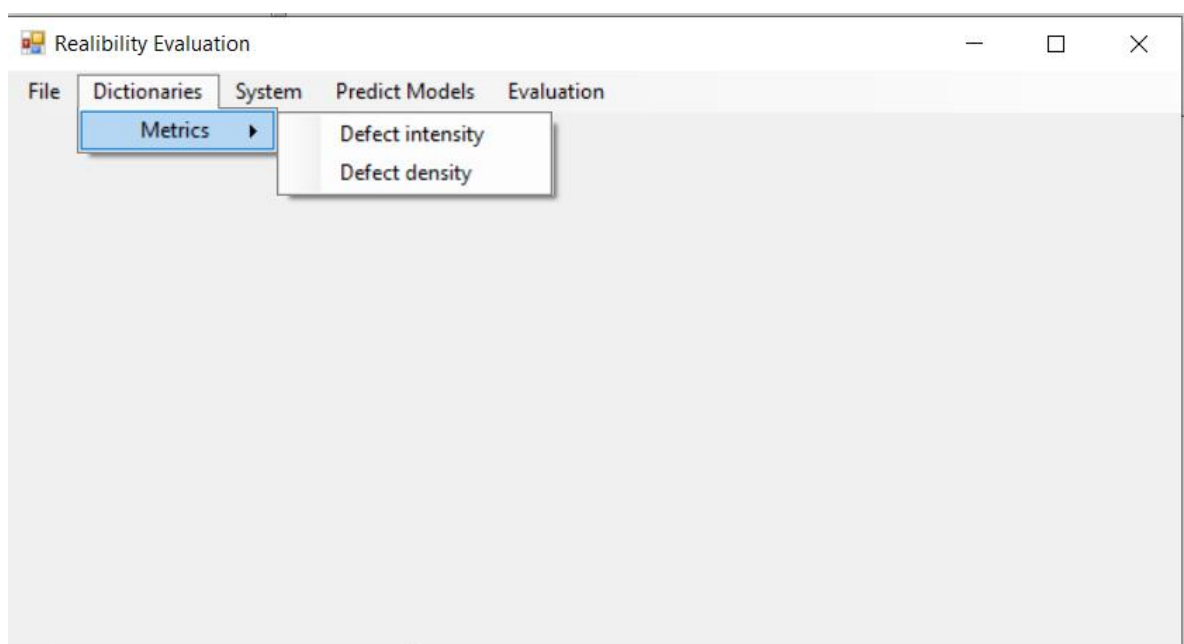 Realibility Evaluation
File Dictionaries System Predict Models Evaluation
Metrics
Defect intensity
Defect density